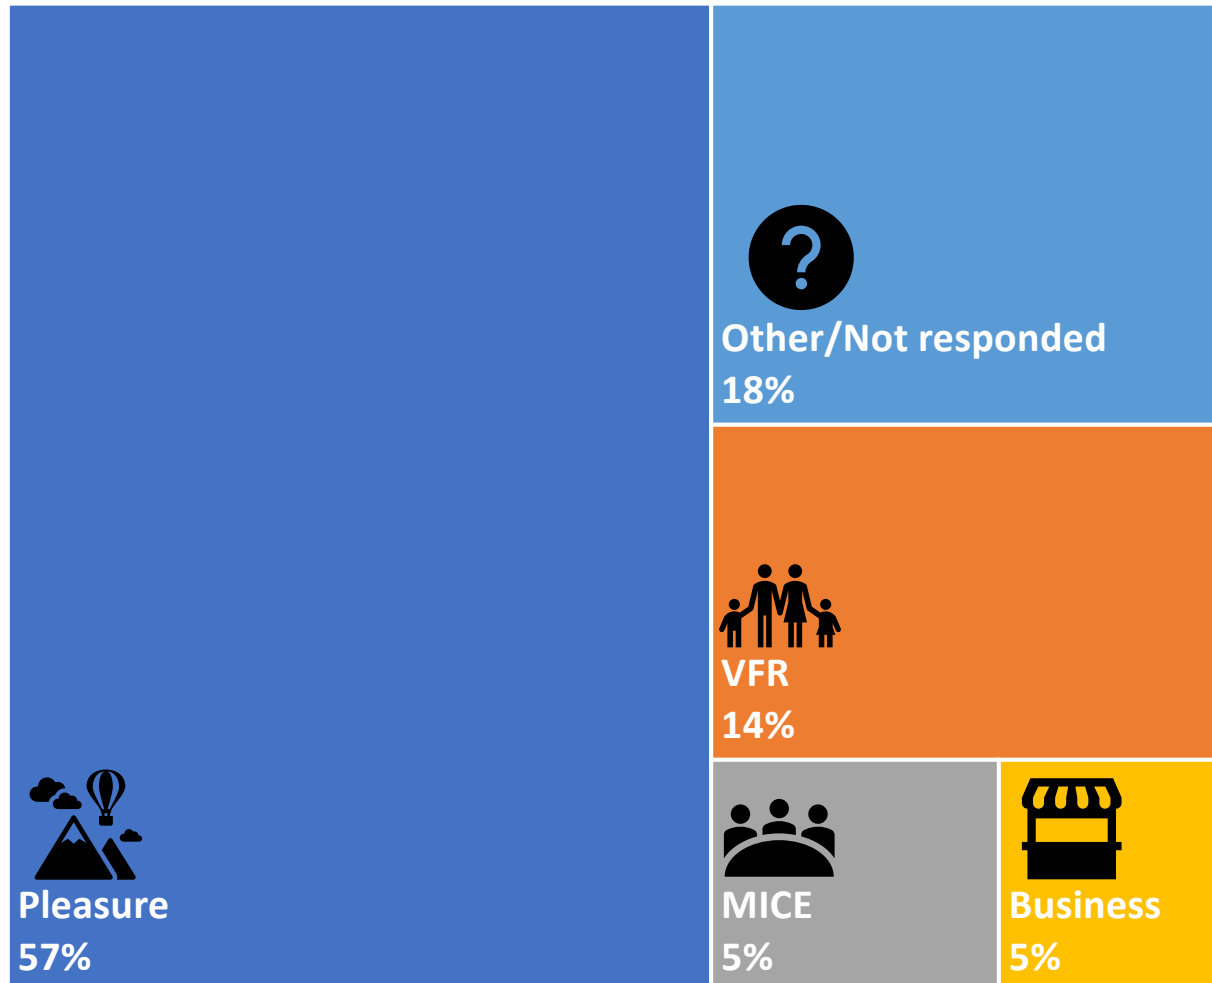 Pleasure
57%
?
Other/Not responded
18%
VFR
14%
MICE
5%
Business
5%